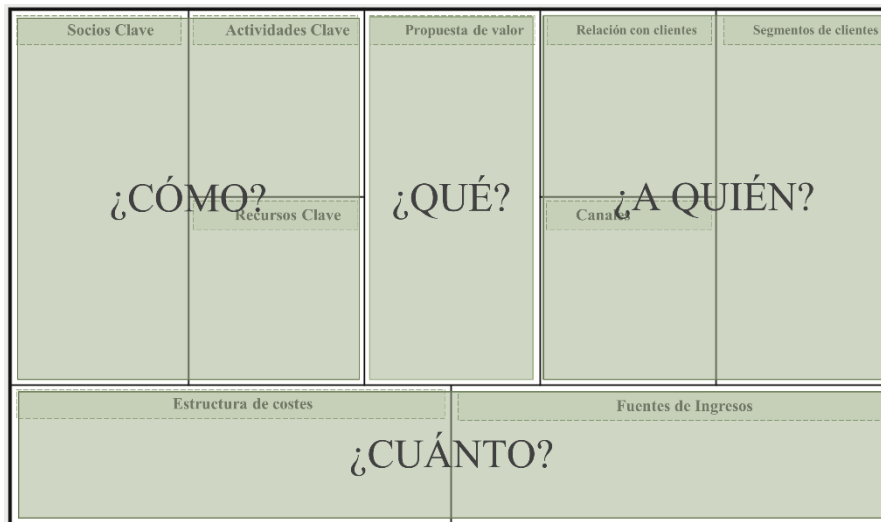 Socios Clave
Actividades Clave
Propuesta de valor
Relación con clientes
Segmentos de clientes
¿CÓMO?
¿QUÉ?
¿A QUIÉN?
Recursos Clave
Canales
Estructura de costes
Fuentes de Ingresos
¿CUÁNTO?